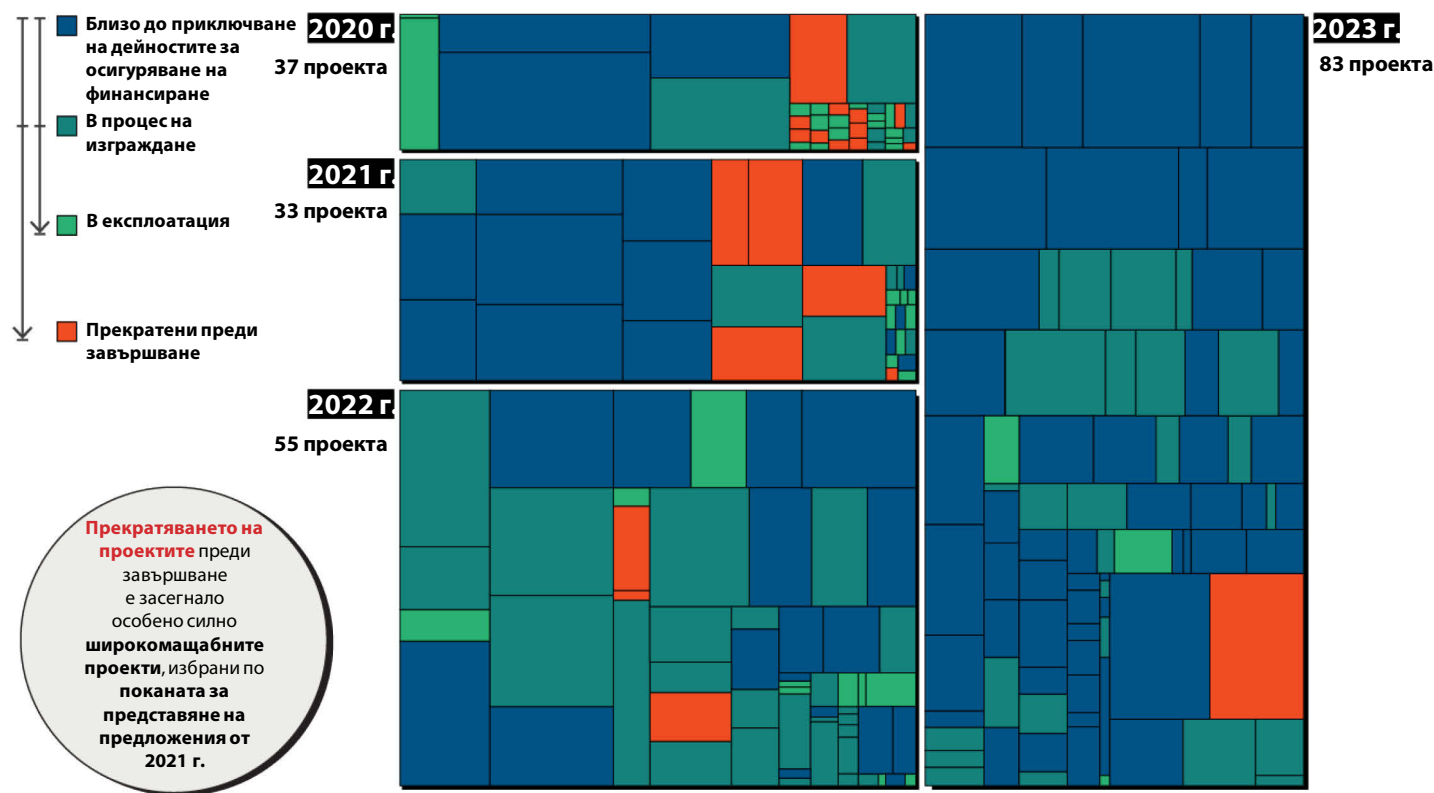 Близо до приключване
на дейностите за
осигуряване на
финансиране
В процес на
изграждане
В експлоатация
Прекратени преди
завършване
2020 г.
37 проекта
2021 г.
33 проекта
2022 г.
55 проекта
2023 г.
83 проекта
Прекратяването на
проектите преди
завършване
е засегнало
особено силно
широкомащабните
проекти, избрани по
поканата за
представяне на
предложения от
2021 г.